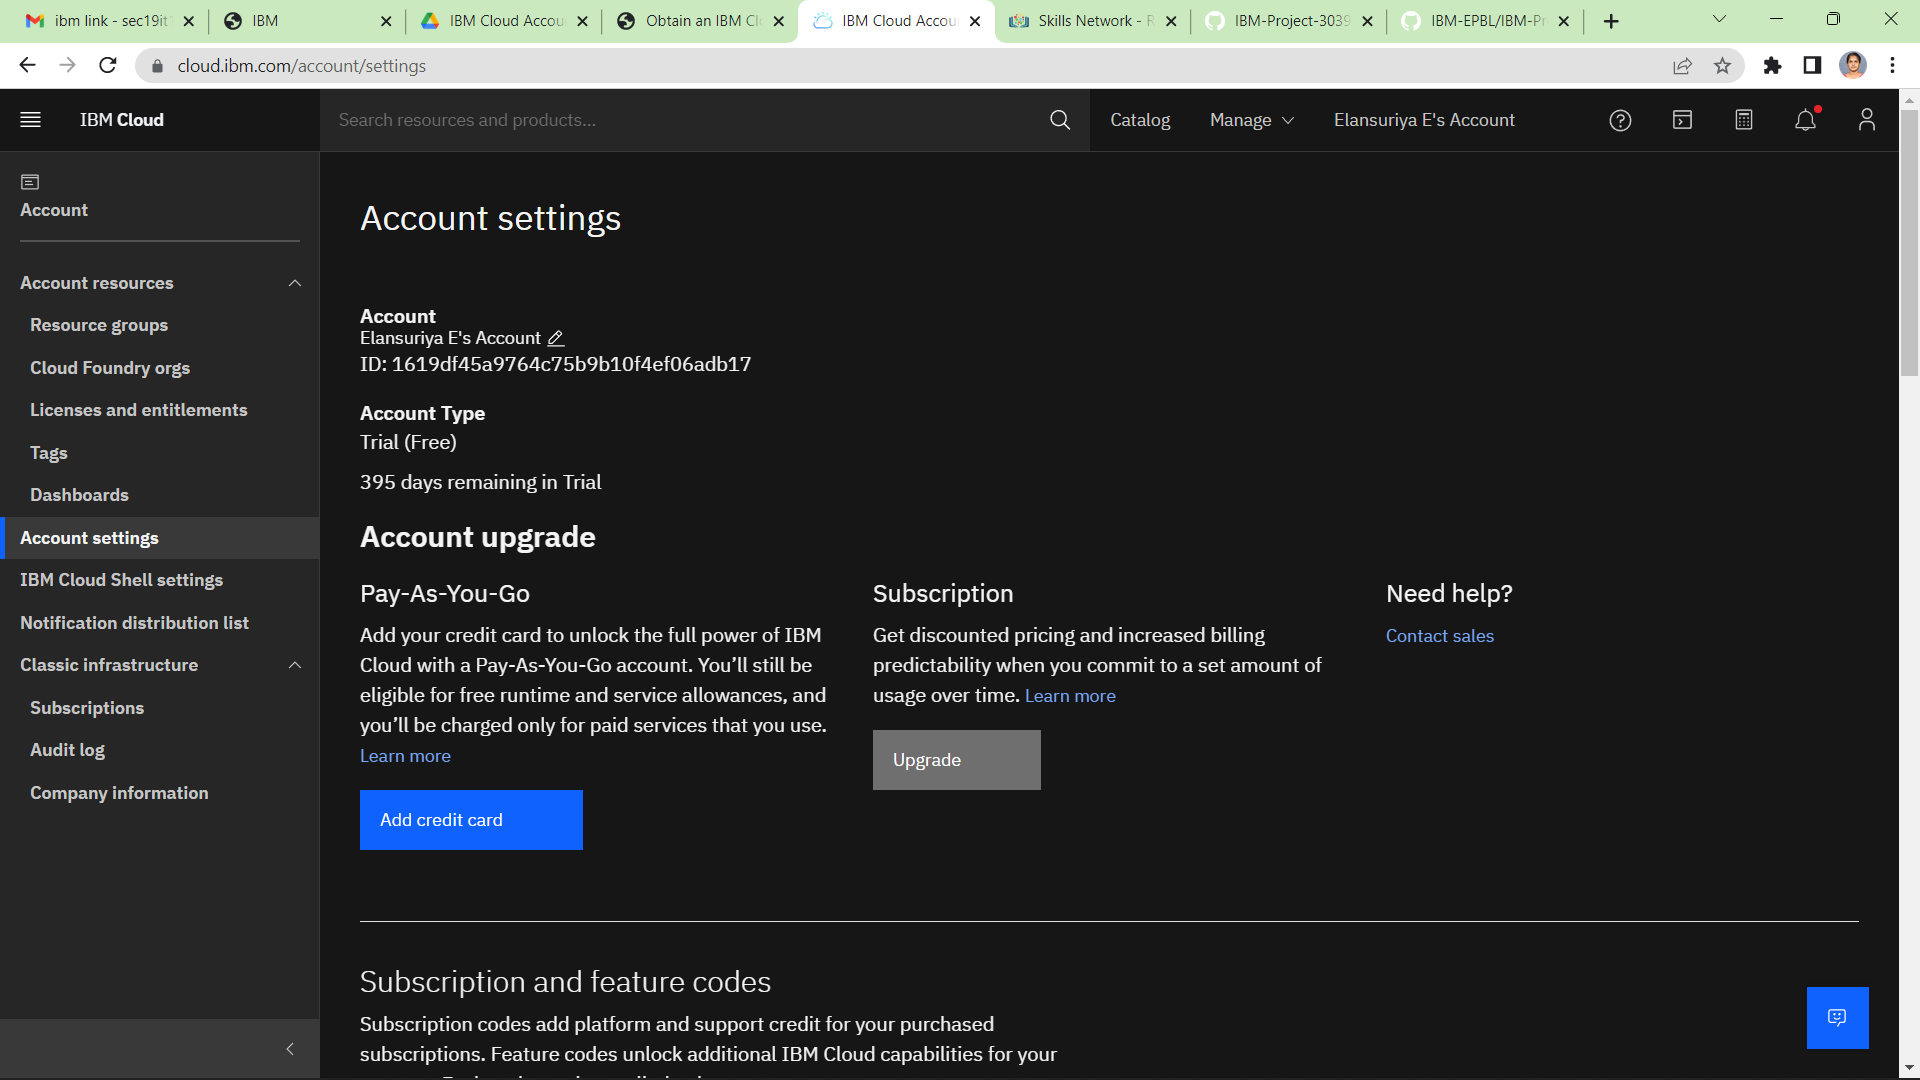 ibm link - sec19it
IBM
IBM Cloud Accou
Obtain an IBM Cl
IBM Cloud Accou
Skills Network - R
IBM-Project-3039
IBM-EPBL/IBM-Pr
cloud.ibm.com/account/settings
IBM Cloud
Search resources and products...
Catalog
Manage
Elansuriya E's Account
Account
Account resources
Resource groups
Cloud Foundry orgs
Licenses and entitlements
Tags
Dashboards
Account settings
IBM Cloud Shell settings
Notification distribution list
Classic infrastructure
Subscriptions
Audit log
Company information
Account settings
Account
Elansuriya E's Account
ID: 1619df45a9764c75b9b10f4ef06adb17
Account Type
Trial (Free)
395 days remaining in Trial
Account upgrade
Pay-As-You-Go
Add your credit card to unlock the full power of IBM
Cloud with a Pay-As-You-Go account. You’ll still be
eligible for free runtime and service allowances, and
you’ll be charged only for paid services that you use.
Learn more
Add credit card
Subscription
Get discounted pricing and increased billing
predictability when you commit to a set amount of
usage over time. Learn more
Upgrade
Need help?
Contact sales
Subscription and feature codes
Subscription codes add platform and support credit for your purchased
subscriptions. Feature codes unlock additional IBM Cloud capabilities for your